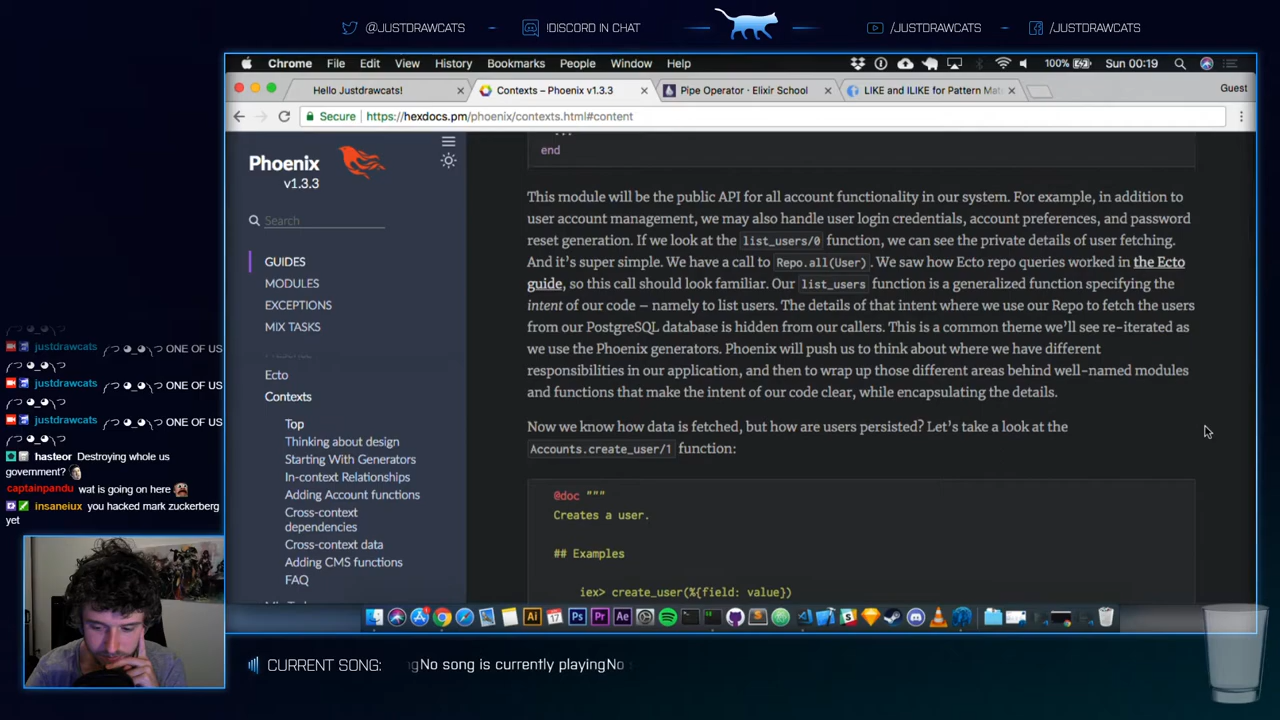 @JUSTDRAWCATS
!DISCORD IN CHAT
/JUSTDRAWCATS
/JUSTDRAWCATS
Chrome File Edit View History Bookmarks People Window Help
100% Sun 00:19
Hello Justdrawcats!
Contexts – Phoenix v1.3.3
Pipe Operator · Elixir School
LIKE and ILIKE for Pattern Mat
Guest
Secure https://hexdocs.pm/phoenix/contexts.html#content
Phoenix
v1.3.3
Search
GUIDES
MODULES
EXCEPTIONS
MIX TASKS
Ecto
Contexts
Top
Thinking about design
Starting With Generators
In-context Relationships
Adding Account functions
Cross-context
dependencies
Cross-context data
Adding CMS functions
FAQ
end
This module will be the public API for all account functionality in our system. For example, in addition to
user account management, we may also handle user login credentials, account preferences, and password
reset generation. If we look at the list_users/0 function, we can see the private details of user fetching.
And it's super simple. We have a call to Repo.all(User). We saw how Ecto repo queries worked in the Ecto
guide, so this call should look familiar. Our list_users function is a generalized function specifying the
intent of our code – namely to list users. The details of that intent where we use our Repo to fetch the users
from our PostgreSQL database is hidden from our callers. This is a common theme we'll see re-iterated as
we use the Phoenix generators. Phoenix will push us to think about where we have different
responsibilities in our application, and then to wrap up those different areas behind well-named modules
and functions that make the intent of our code clear, while encapsulating the details.
Now we know how data is fetched, but how are users persisted? Let's take a look at the
Accounts.create_user/1 function:
@doc """
Creates a user.
## Examples
iex> create_user(%{field: value})
justdrawcats ╭⋟◕‿◕╮ ONE OF US
justdrawcats ONE OF US
justdrawcats ONE OF US
hasteor Destroying whole us
government?
captainpandu wat is going on here
insaneiux you hacked mark zuckerberg
yet
CURRENT SONG:
No song is currently playing
No s